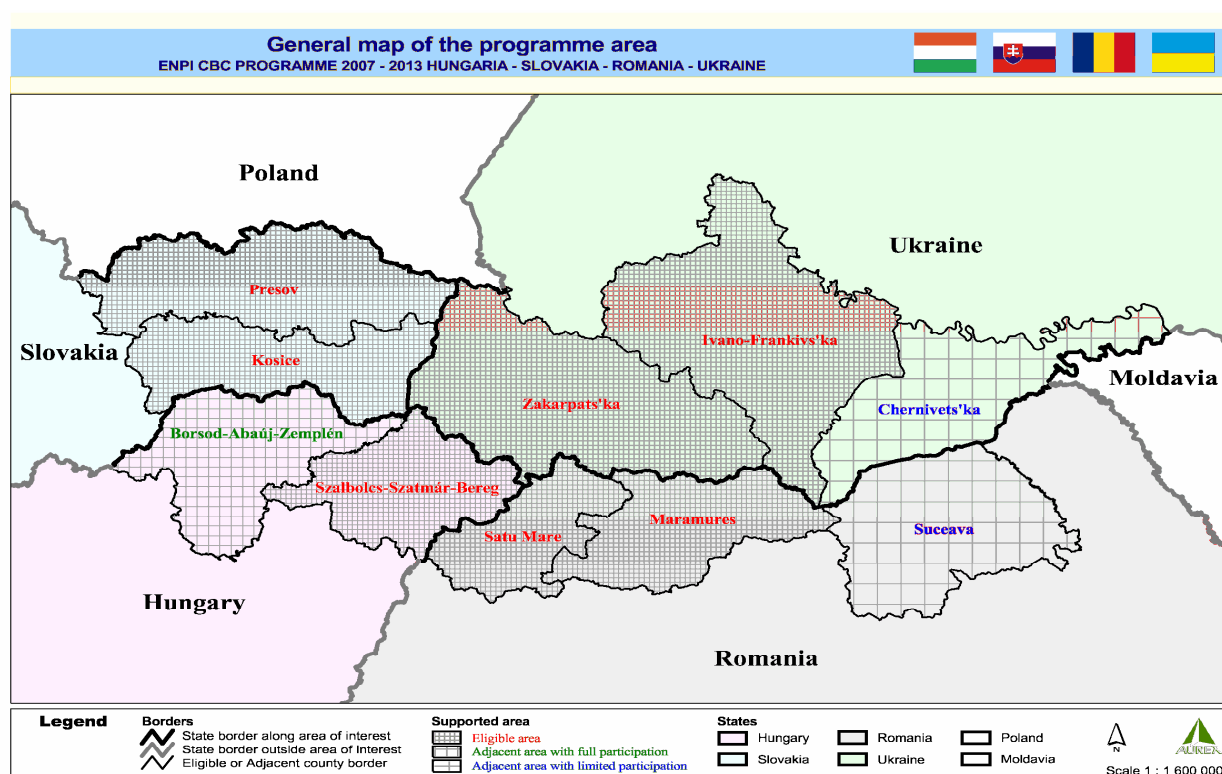 General map of the programme area
ENPI CBC PROGRAMME 2007 - 2013 HUNGARIA - SLOVAKIA - ROMANIA - UKRAINE
Poland
Ukraine
Presov
Ivano-Frankivs'ka
Slovakia
Kosice
Moldavia
Zakarpats'ka
Chernivets'ka
Borsod-Abaúj-Zemplén
Szalbolcs-Szatmár-Bereg
Maramures
Satu Mare
Suceava
Hungary
Romania
Legend
Borders
State border along area of interest
State border outside area of Interest
Eligible or Adjacent county border
Supported area
Eligible area
Adjacent area with full participation
Adjacent area with limited participation
States
Hungary
Romania
Poland
Slovakia
Ukraine
Moldavia
N
AUREX
Scale 1 : 1 600 000